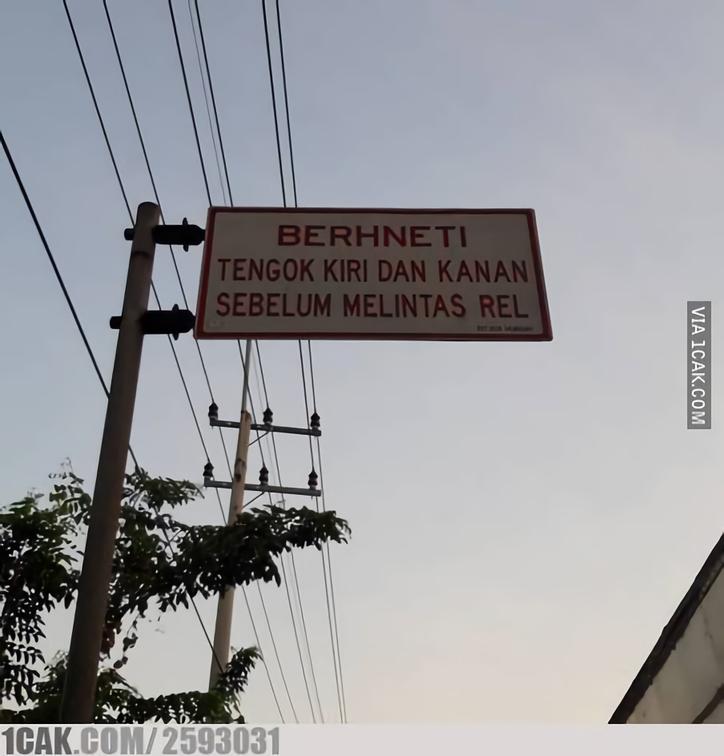 BERHNETI
TENGOK KIRI DAN KANAN
SEBELUM MELINTAS REL
VIA 1CAK.COM
1CAK.COM/2593031